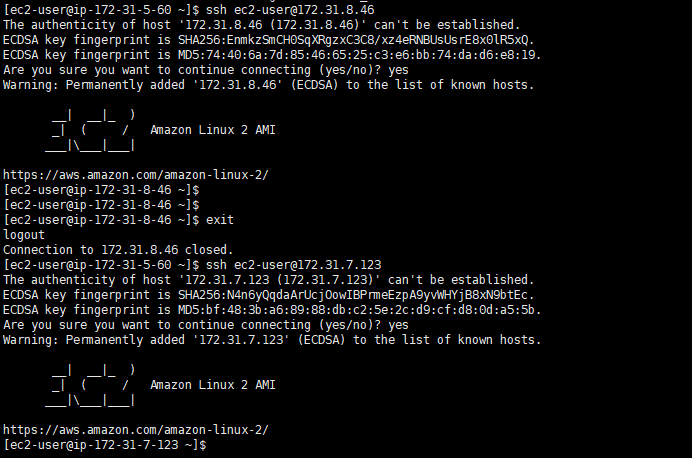 [ec2-user@ip-172-31-5-60 ~]$ ssh ec2-user@172.31.8.46
The authenticity of host '172.31.8.46 (172.31.8.46)' can't be established.
ECDSA key fingerprint is SHA256:EnmkzSmCH0SqXRgzxC3C8/xz4eRNBUsUsrE8x0lR5xQ.
ECDSA key fingerprint is MD5:74:40:6a:7d:85:46:65:25:c3:e6:bb:74:da:d6:e8:19.
Are you sure you want to continue connecting (yes/no)? yes
Warning: Permanently added '172.31.8.46' (ECDSA) to the list of known hosts.

       __|  __|_  )
       _|  (     /   Amazon Linux 2 AMI
      ___|\___|___|

https://aws.amazon.com/amazon-linux-2/
[ec2-user@ip-172-31-8-46 ~]$
[ec2-user@ip-172-31-8-46 ~]$
[ec2-user@ip-172-31-8-46 ~]$ exit
logout
Connection to 172.31.8.46 closed.
[ec2-user@ip-172-31-5-60 ~]$ ssh ec2-user@172.31.7.123
The authenticity of host '172.31.7.123 (172.31.7.123)' can't be established.
ECDSA key fingerprint is SHA256:N4n6yQqdaArUcjOowIBPrmeEzpA9yvWHYjB8xN9btEc.
ECDSA key fingerprint is MD5:bf:48:3b:a6:89:88:db:c2:5e:2c:d9:cf:d8:0d:a5:5b.
Are you sure you want to continue connecting (yes/no)? yes
Warning: Permanently added '172.31.7.123' (ECDSA) to the list of known hosts.

       __|  __|_  )
       _|  (     /   Amazon Linux 2 AMI
      ___|\___|___|

https://aws.amazon.com/amazon-linux-2/
[ec2-user@ip-172-31-7-123 ~]$